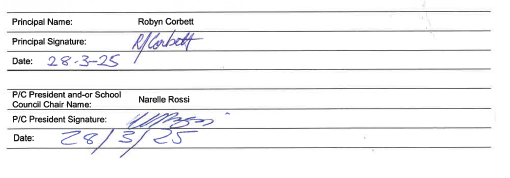 Principal Name: Robyn Corbett
Principal Signature: R/Corbett
Date: 28-3-25
P/C President and-or School
Council Chair Name: Narelle Rossi
P/C President Signature:
Date: 28/3/25